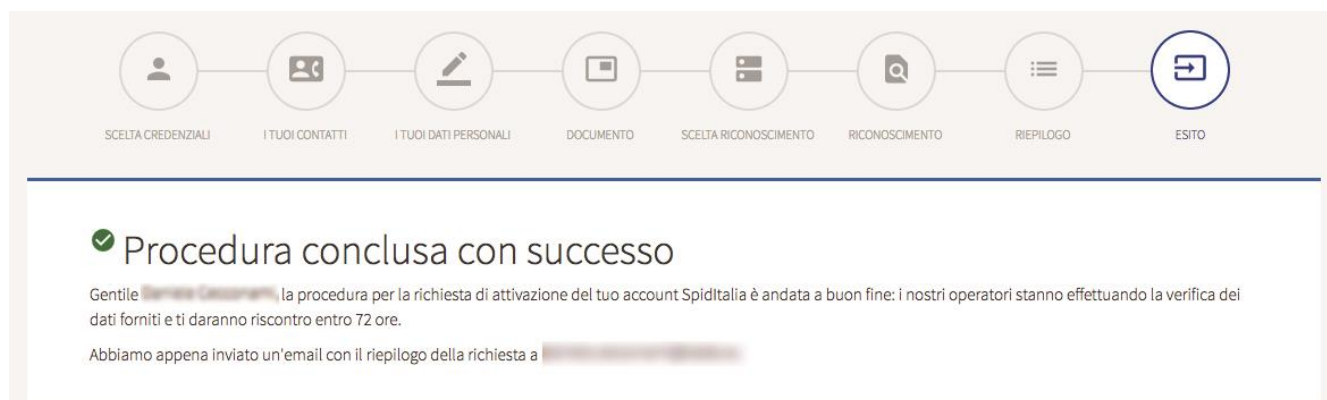 SCELTA CREDENZIALI
I TUOI CONTATTI
I TUOI DATI PERSONALI
DOCUMENTO
SCELTA RICONOSCIMENTO
RICONOSCIMENTO
RIEPILOGO
ESITO
Procedura conclusa con successo
Gentile , la procedura per la richiesta di attivazione del tuo account SpidItalia è andata a buon fine: i nostri operatori stanno effettuando la verifica dei
dati forniti e ti daranno riscontro entro 72 ore.
Abbiamo appena inviato un'email con il riepilogo della richiesta a